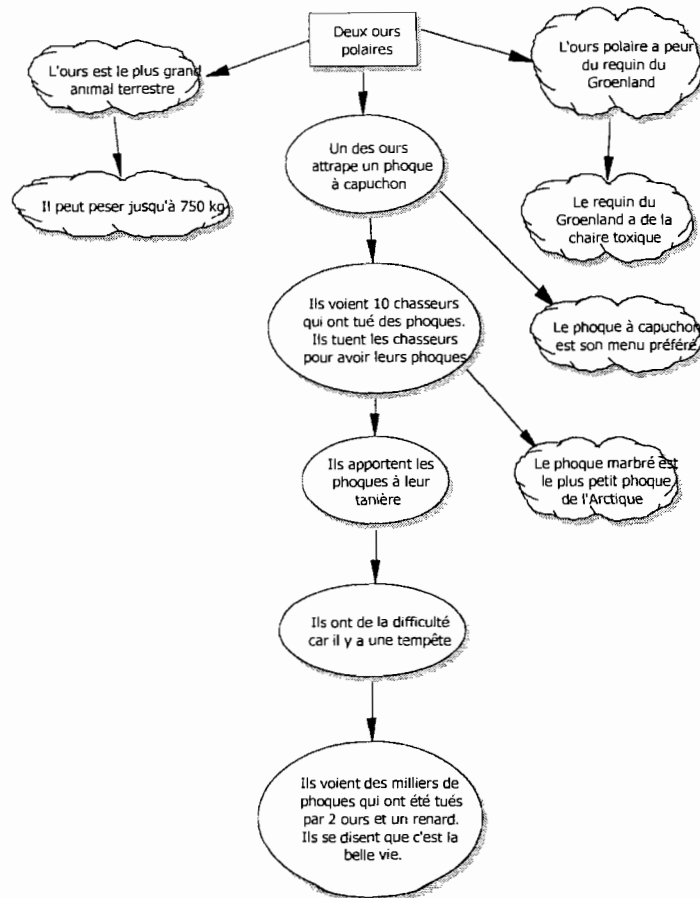 Deux ours
polaires
L'ours est le plus grand
animal terrestre
L'ours polaire a peur
du requin du
Groenland
Un des ours
attrape un phoque
à capuchon
Il peut peser jusqu'à 750 kg
Le requin du
Groenland a de la
chaire toxique
Ils voient 10 chasseurs
qui ont tué des phoques.
Ils tuent les chasseurs
pour avoir leurs phoques
Le phoque à capuchon
est son menu préféré
Ils apportent les
phoques à leur
tanière
Le phoque marbré est
le plus petit phoque
de l'Arctique
Ils ont de la difficulté
car il y a une tempête
Ils voient des milliers de
phoques qui ont été tués
par 2 ours et un renard.
Ils se disent que c'est la
belle vie.